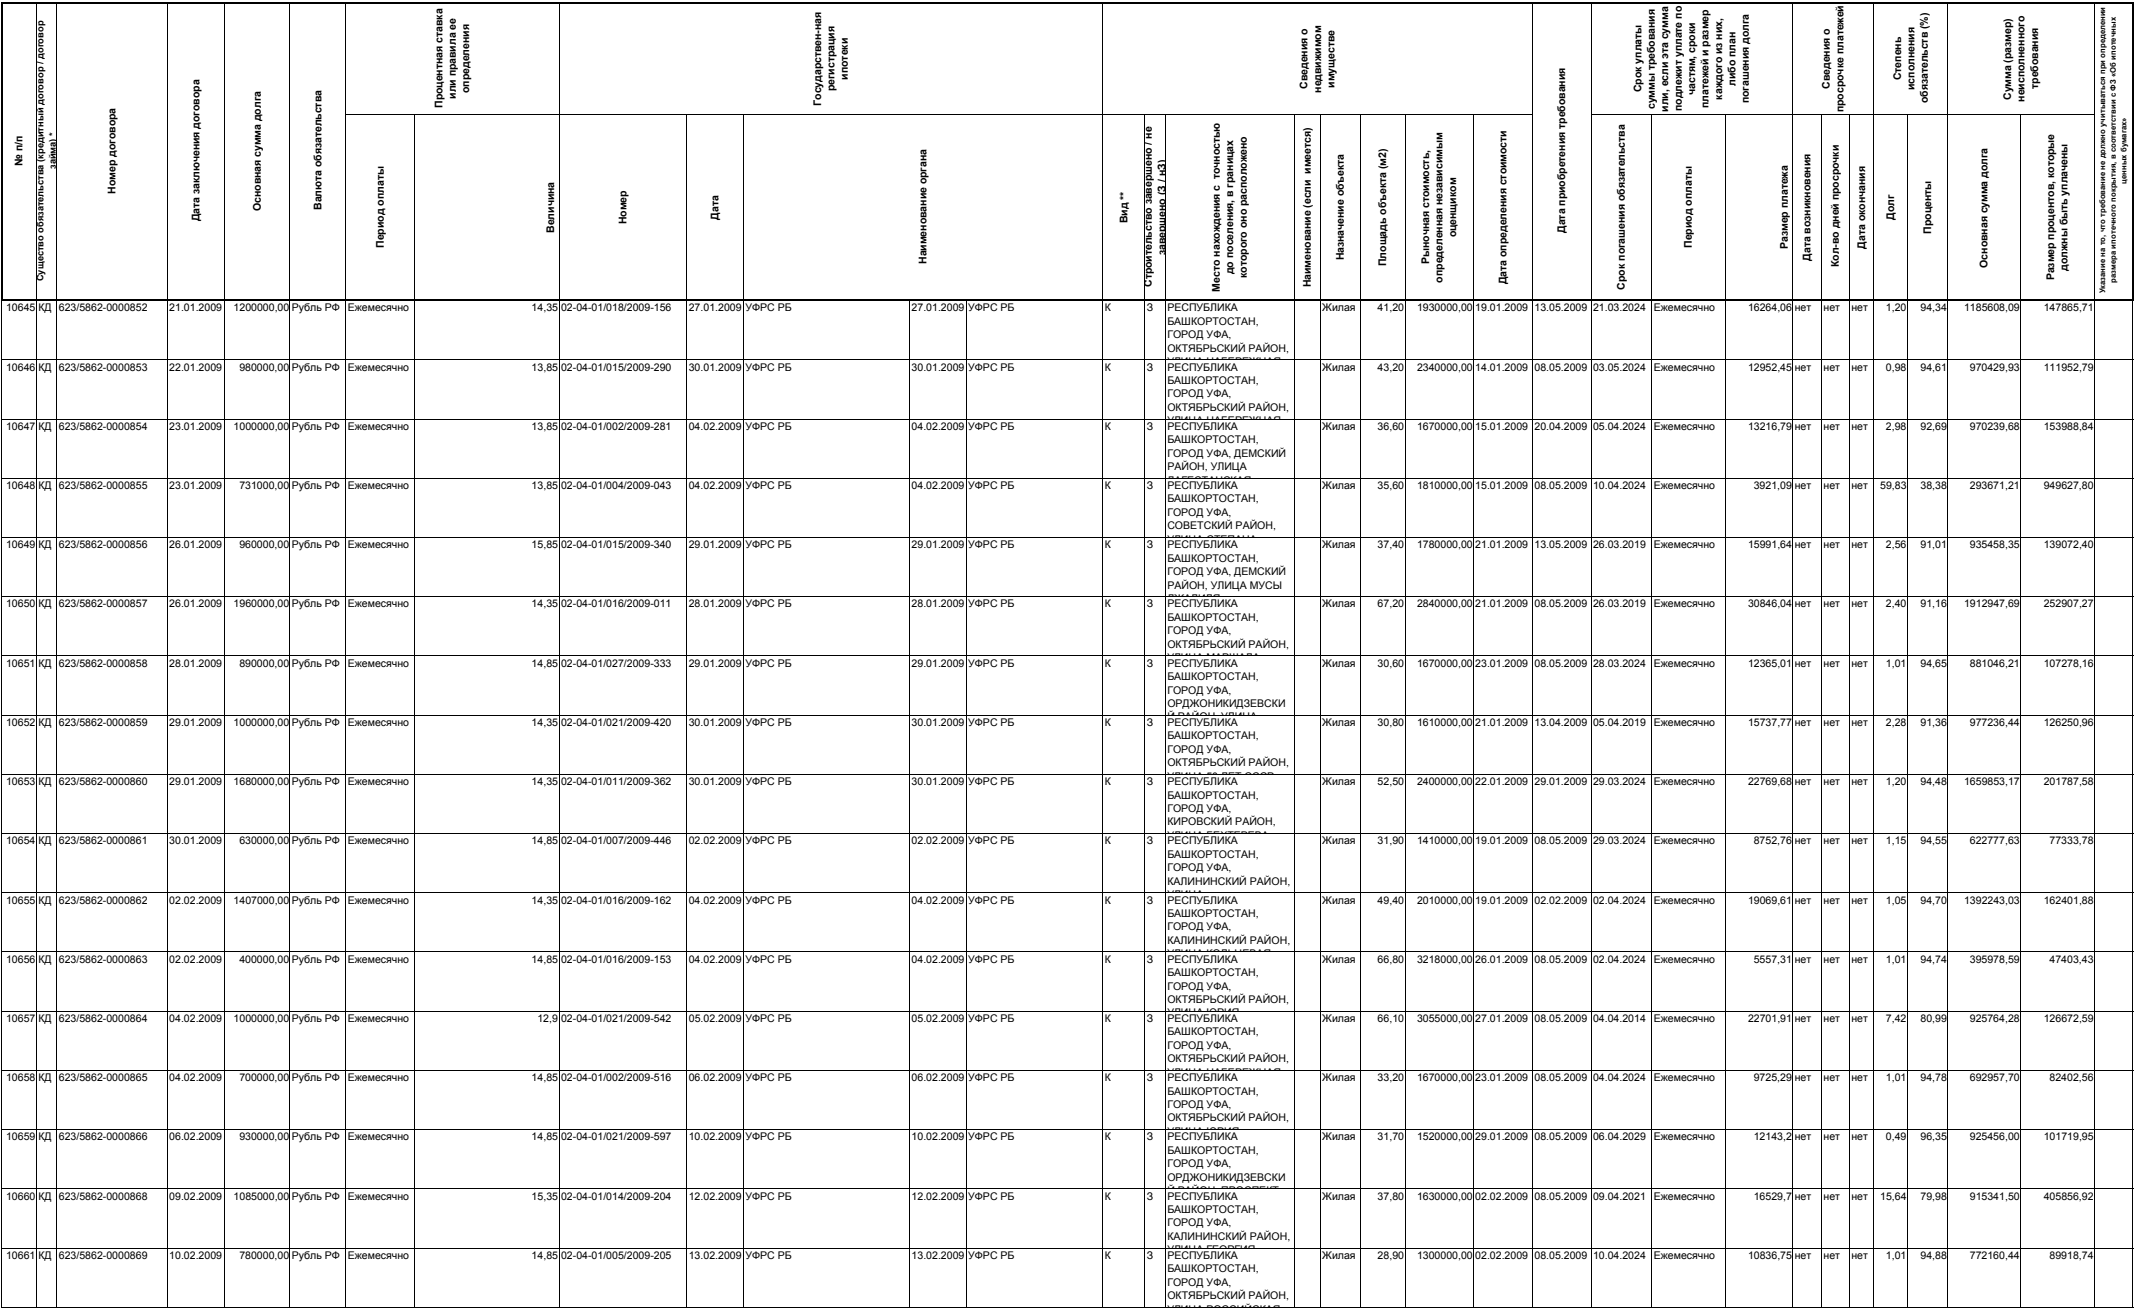 № п/п
Существо обязательства (кредитный договор / договор займа) *
Номер договора
Дата заключения договора
Основная сумма долга
Валюта обязательства
Процентная ставка или правила ее определения
Период оплаты
Величина
Государствен-ная регистрация ипотеки
Номер
Дата
Наименование органа
Сведения о недвижимом имуществе
Вид **
Строительство завершено / не завершено (З / нЗ)
Место нахождения с точностью до поселения, в границах которого оно расположено
Наименование (если имеется)
Назначение объекта
Площадь объекта (м2)
Рыночная стоимость, определенная независимым оценщиком
Дата определения стоимости
Дата приобретения требования
Срок уплаты суммы требования или, если эта сумма подлежит уплате по частям, сроки платежей и размер каждого из них, либо план погашения долга
Срок погашения обязательства
Период оплаты
Размер платежа
Сведения о просрочке платежей
Дата возникновения
Кол-во дней просрочки
Дата окончания
Степень исполнения обязательств (%)
Долг
Проценты
Сумма (размер) неисполненного требования
Основная сумма долга
Размер процентов, которые должны быть уплачены
Указание на то, что требование не должно учитываться при определении размера ипотечного покрытия, в соответствии с ФЗ «Об ипотечных ценных бумагах»
10645 КД 623/5862-0000852 21.01.2009 1200000,00 Рубль РФ Ежемесячно 14,35 02-04-01/018/2009-156 27.01.2009 УФРС РБ 27.01.2009 УФРС РБ К З РЕСПУБЛИКА БАШКОРТОСТАН, ГОРОД УФА, ОКТЯБРЬСКИЙ РАЙОН, Жилая 41,20 1930000,00 19.01.2009 13.05.2009 21.03.2024 Ежемесячно 16264,06 нет нет нет 1,20 94,34 1185608,09 147865,71
10646 КД 623/5862-0000853 22.01.2009 980000,00 Рубль РФ Ежемесячно 13,85 02-04-01/015/2009-290 30.01.2009 УФРС РБ 30.01.2009 УФРС РБ К З РЕСПУБЛИКА БАШКОРТОСТАН, ГОРОД УФА, ОКТЯБРЬСКИЙ РАЙОН, Жилая 43,20 2340000,00 14.01.2009 08.05.2009 03.05.2024 Ежемесячно 12952,45 нет нет нет 0,98 94,61 970429,93 111952,79
10647 КД 623/5862-0000854 23.01.2009 1000000,00 Рубль РФ Ежемесячно 13,85 02-04-01/002/2009-281 04.02.2009 УФРС РБ 04.02.2009 УФРС РБ К З РЕСПУБЛИКА БАШКОРТОСТАН, ГОРОД УФА, ДЕМСКИЙ РАЙОН, УЛИЦА Жилая 36,60 1670000,00 15.01.2009 20.04.2009 05.04.2024 Ежемесячно 13216,79 нет нет нет 2,98 92,69 970239,68 153988,84
10648 КД 623/5862-0000855 23.01.2009 731000,00 Рубль РФ Ежемесячно 13,85 02-04-01/004/2009-043 04.02.2009 УФРС РБ 04.02.2009 УФРС РБ К З РЕСПУБЛИКА БАШКОРТОСТАН, ГОРОД УФА, СОВЕТСКИЙ РАЙОН, Жилая 35,60 1810000,00 15.01.2009 08.05.2009 10.04.2024 Ежемесячно 3921,09 нет нет нет 59,83 38,38 293671,21 949627,80
10649 КД 623/5862-0000856 26.01.2009 960000,00 Рубль РФ Ежемесячно 15,85 02-04-01/015/2009-340 29.01.2009 УФРС РБ 29.01.2009 УФРС РБ К З РЕСПУБЛИКА БАШКОРТОСТАН, ГОРОД УФА, ДЕМСКИЙ РАЙОН, УЛИЦА МУСЫ Жилая 37,40 1780000,00 21.01.2009 13.05.2009 26.03.2019 Ежемесячно 15991,64 нет нет нет 2,56 91,01 935458,35 139072,40
10650 КД 623/5862-0000857 26.01.2009 1960000,00 Рубль РФ Ежемесячно 14,35 02-04-01/016/2009-011 28.01.2009 УФРС РБ 28.01.2009 УФРС РБ К З РЕСПУБЛИКА БАШКОРТОСТАН, ГОРОД УФА, ОКТЯБРЬСКИЙ РАЙОН, Жилая 67,20 2840000,00 21.01.2009 08.05.2009 26.03.2019 Ежемесячно 30846,04 нет нет нет 2,40 91,16 1912947,69 252907,27
10651 КД 623/5862-0000858 28.01.2009 890000,00 Рубль РФ Ежемесячно 14,85 02-04-01/027/2009-333 29.01.2009 УФРС РБ 29.01.2009 УФРС РБ К З РЕСПУБЛИКА БАШКОРТОСТАН, ГОРОД УФА, ОРДЖОНИКИДЗЕВСКИ Жилая 30,60 1670000,00 23.01.2009 08.05.2009 28.03.2024 Ежемесячно 12365,01 нет нет нет 1,01 94,65 881046,21 107278,16
10652 КД 623/5862-0000859 29.01.2009 1000000,00 Рубль РФ Ежемесячно 14,35 02-04-01/021/2009-420 30.01.2009 УФРС РБ 30.01.2009 УФРС РБ К З РЕСПУБЛИКА БАШКОРТОСТАН, ГОРОД УФА, ОКТЯБРЬСКИЙ РАЙОН, Жилая 30,80 1610000,00 21.01.2009 13.04.2009 05.04.2019 Ежемесячно 15737,77 нет нет нет 2,28 91,36 977236,44 126250,96
10653 КД 623/5862-0000860 29.01.2009 1680000,00 Рубль РФ Ежемесячно 14,35 02-04-01/011/2009-362 30.01.2009 УФРС РБ 30.01.2009 УФРС РБ К З РЕСПУБЛИКА БАШКОРТОСТАН, ГОРОД УФА, КИРОВСКИЙ РАЙОН, Жилая 52,50 2400000,00 22.01.2009 29.01.2009 29.03.2024 Ежемесячно 22769,68 нет нет нет 1,20 94,48 1659853,17 201787,58
10654 КД 623/5862-0000861 30.01.2009 630000,00 Рубль РФ Ежемесячно 14,85 02-04-01/007/2009-446 02.02.2009 УФРС РБ 02.02.2009 УФРС РБ К З РЕСПУБЛИКА БАШКОРТОСТАН, ГОРОД УФА, КАЛИНИНСКИЙ РАЙОН, Жилая 31,90 1410000,00 19.01.2009 08.05.2009 29.03.2024 Ежемесячно 8752,76 нет нет нет 1,15 94,55 622777,63 77333,78
10655 КД 623/5862-0000862 02.02.2009 1407000,00 Рубль РФ Ежемесячно 14,35 02-04-01/016/2009-162 04.02.2009 УФРС РБ 04.02.2009 УФРС РБ К З РЕСПУБЛИКА БАШКОРТОСТАН, ГОРОД УФА, КАЛИНИНСКИЙ РАЙОН, Жилая 49,40 2010000,00 19.01.2009 02.02.2009 02.04.2024 Ежемесячно 19069,61 нет нет нет 1,05 94,70 1392243,03 162401,88
10656 КД 623/5862-0000863 02.02.2009 400000,00 Рубль РФ Ежемесячно 14,85 02-04-01/016/2009-153 04.02.2009 УФРС РБ 04.02.2009 УФРС РБ К З РЕСПУБЛИКА БАШКОРТОСТАН, ГОРОД УФА, ОКТЯБРЬСКИЙ РАЙОН, Жилая 66,80 3218000,00 26.01.2009 08.05.2009 02.04.2024 Ежемесячно 5557,31 нет нет нет 1,01 94,74 395978,59 47403,43
10657 КД 623/5862-0000864 04.02.2009 1000000,00 Рубль РФ Ежемесячно 12,9 02-04-01/021/2009-542 05.02.2009 УФРС РБ 05.02.2009 УФРС РБ К З РЕСПУБЛИКА БАШКОРТОСТАН, ГОРОД УФА, ОКТЯБРЬСКИЙ РАЙОН, Жилая 66,10 3055000,00 27.01.2009 08.05.2009 04.04.2014 Ежемесячно 22701,91 нет нет нет 7,42 80,99 925764,28 126672,59
10658 КД 623/5862-0000865 04.02.2009 700000,00 Рубль РФ Ежемесячно 14,85 02-04-01/002/2009-516 06.02.2009 УФРС РБ 06.02.2009 УФРС РБ К З РЕСПУБЛИКА БАШКОРТОСТАН, ГОРОД УФА, ОКТЯБРЬСКИЙ РАЙОН, Жилая 33,20 1670000,00 23.01.2009 08.05.2009 04.04.2024 Ежемесячно 9725,29 нет нет нет 1,01 94,78 692957,70 82402,56
10659 КД 623/5862-0000866 06.02.2009 930000,00 Рубль РФ Ежемесячно 14,85 02-04-01/021/2009-597 10.02.2009 УФРС РБ 10.02.2009 УФРС РБ К З РЕСПУБЛИКА БАШКОРТОСТАН, ГОРОД УФА, ОРДЖОНИКИДЗЕВСКИ Жилая 31,70 1520000,00 29.01.2009 08.05.2009 06.04.2029 Ежемесячно 12143,2 нет нет нет 0,49 96,35 925456,00 101719,95
10660 КД 623/5862-0000868 09.02.2009 1085000,00 Рубль РФ Ежемесячно 15,35 02-04-01/014/2009-204 12.02.2009 УФРС РБ 12.02.2009 УФРС РБ К З РЕСПУБЛИКА БАШКОРТОСТАН, ГОРОД УФА, КАЛИНИНСКИЙ РАЙОН, Жилая 37,80 1630000,00 02.02.2009 08.05.2009 09.04.2021 Ежемесячно 16529,7 нет нет нет 15,64 79,98 915341,50 405856,92
10661 КД 623/5862-0000869 10.02.2009 780000,00 Рубль РФ Ежемесячно 14,85 02-04-01/005/2009-205 13.02.2009 УФРС РБ 13.02.2009 УФРС РБ К З РЕСПУБЛИКА БАШКОРТОСТАН, ГОРОД УФА, ОКТЯБРЬСКИЙ РАЙОН, Жилая 28,90 1300000,00 02.02.2009 08.05.2009 10.04.2024 Ежемесячно 10836,75 нет нет нет 1,01 94,88 772160,44 89918,74